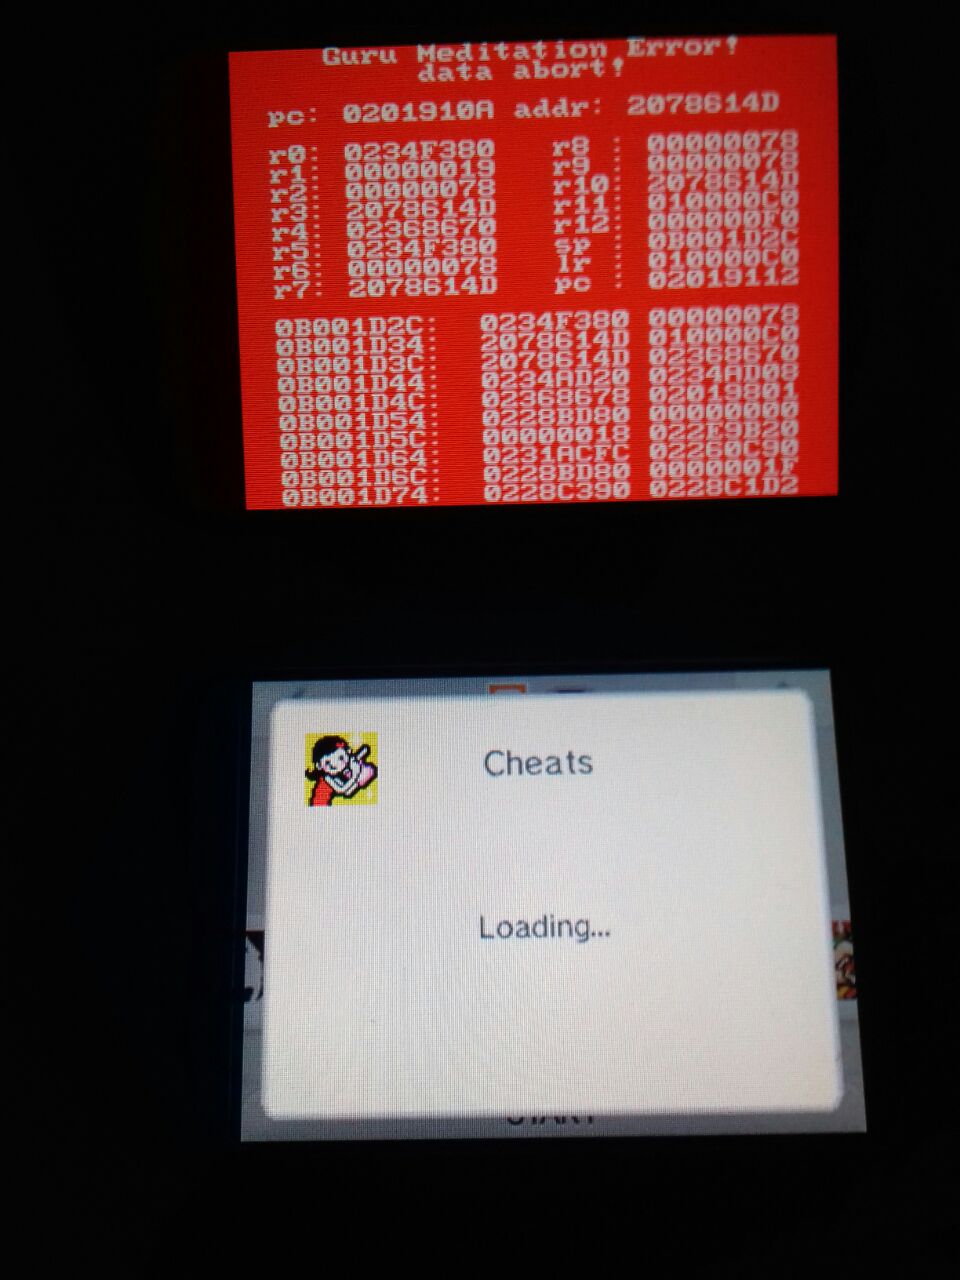 Guru Meditation Error!
data abort!
pc: 0201910A addr: 2078614D
r0: 0234F380 r8 : 00000078
r1: 00000019 r9 : 00000078
r2: 00000078 r10: 2078614D
r3: 2078614D r11: 010000C0
r4: 02368670 r12: 000000F0
r5: 0234F380 sp : 0B001D2C
r6: 00000078 lr : 010000C0
r7: 2078614D pc : 02019112
0B001D2C: 0234F380 00000078
0B001D34: 2078614D 010000C0
0B001D3C: 2078614D 02368670
0B001D44: 0234AD20 0234AD08
0B001D4C: 02368678 02019801
0B001D54: 0228BD80 00000000
0B001D5C: 00000018 022E9B20
0B001D64: 0231ACFC 02260C90
0B001D6C: 0228BD80 0000001F
0B001D74: 0228C390 0228C1D2
Cheats
Loading...
START